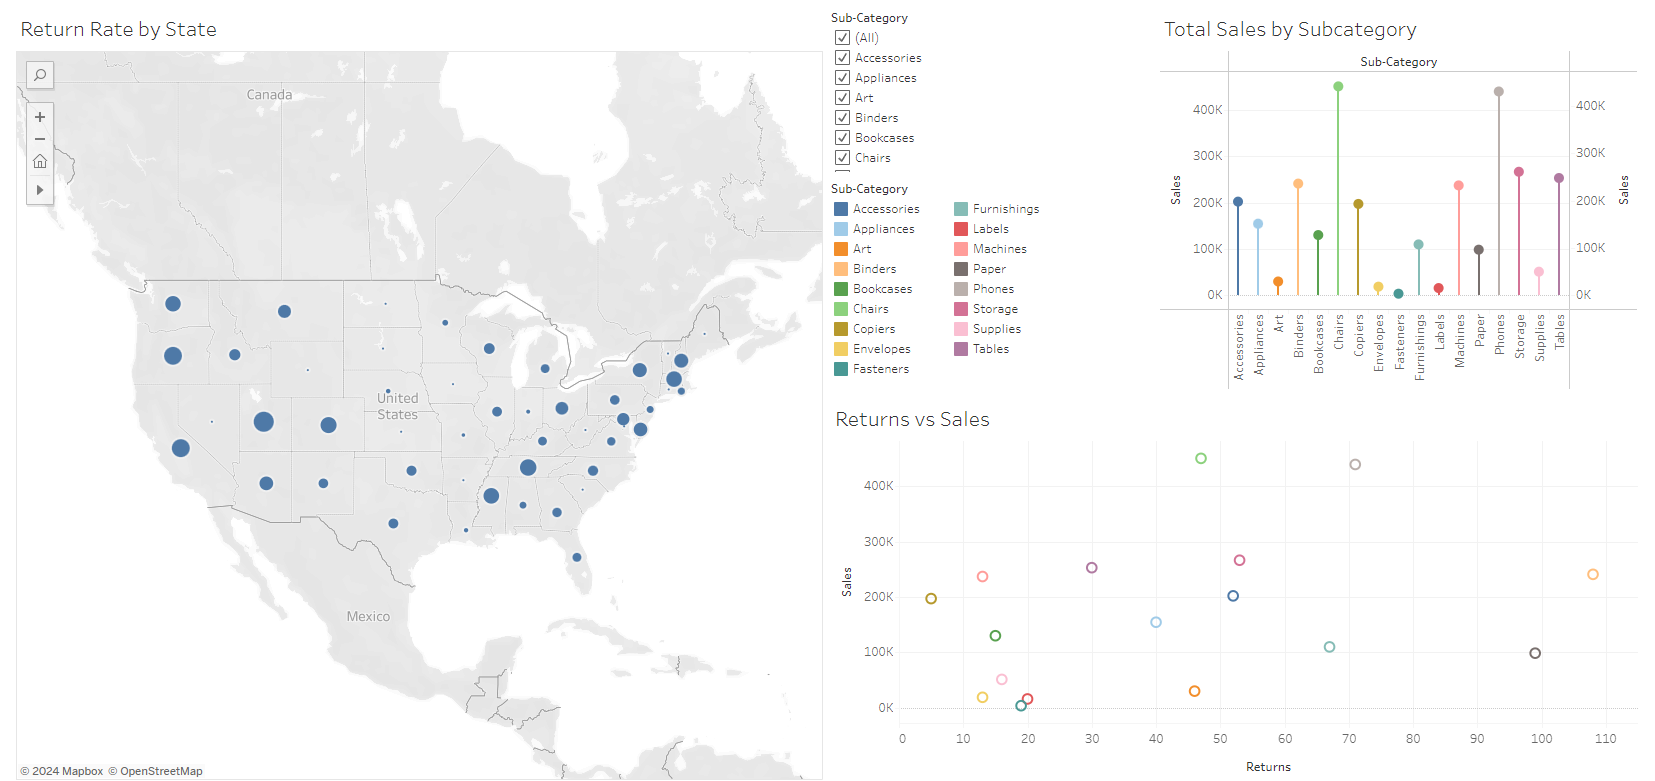 Return Rate by State
Canada
United
States
Mexico
© 2024 Mapbox © OpenStreetMap
Sub-Category
(All)
Accessories
Appliances
Art
Binders
Bookcases
Chairs
Sub-Category
Accessories
Appliances
Art
Binders
Bookcases
Chairs
Copiers
Envelopes
Fasteners
Furnishings
Labels
Machines
Paper
Phones
Storage
Supplies
Tables
Total Sales by Subcategory
Sub-Category
Sales
400K
300K
200K
100K
0K
400K
300K
200K
100K
0K
Sales
Accessories
Appliances
Art
Binders
Bookcases
Chairs
Copiers
Envelopes
Fasteners
Furnishings
Labels
Machines
Paper
Phones
Storage
Supplies
Tables
Returns vs Sales
Sales
400K
300K
200K
100K
0K
0 10 20 30 40 50 60 70 80 90 100 110
Returns